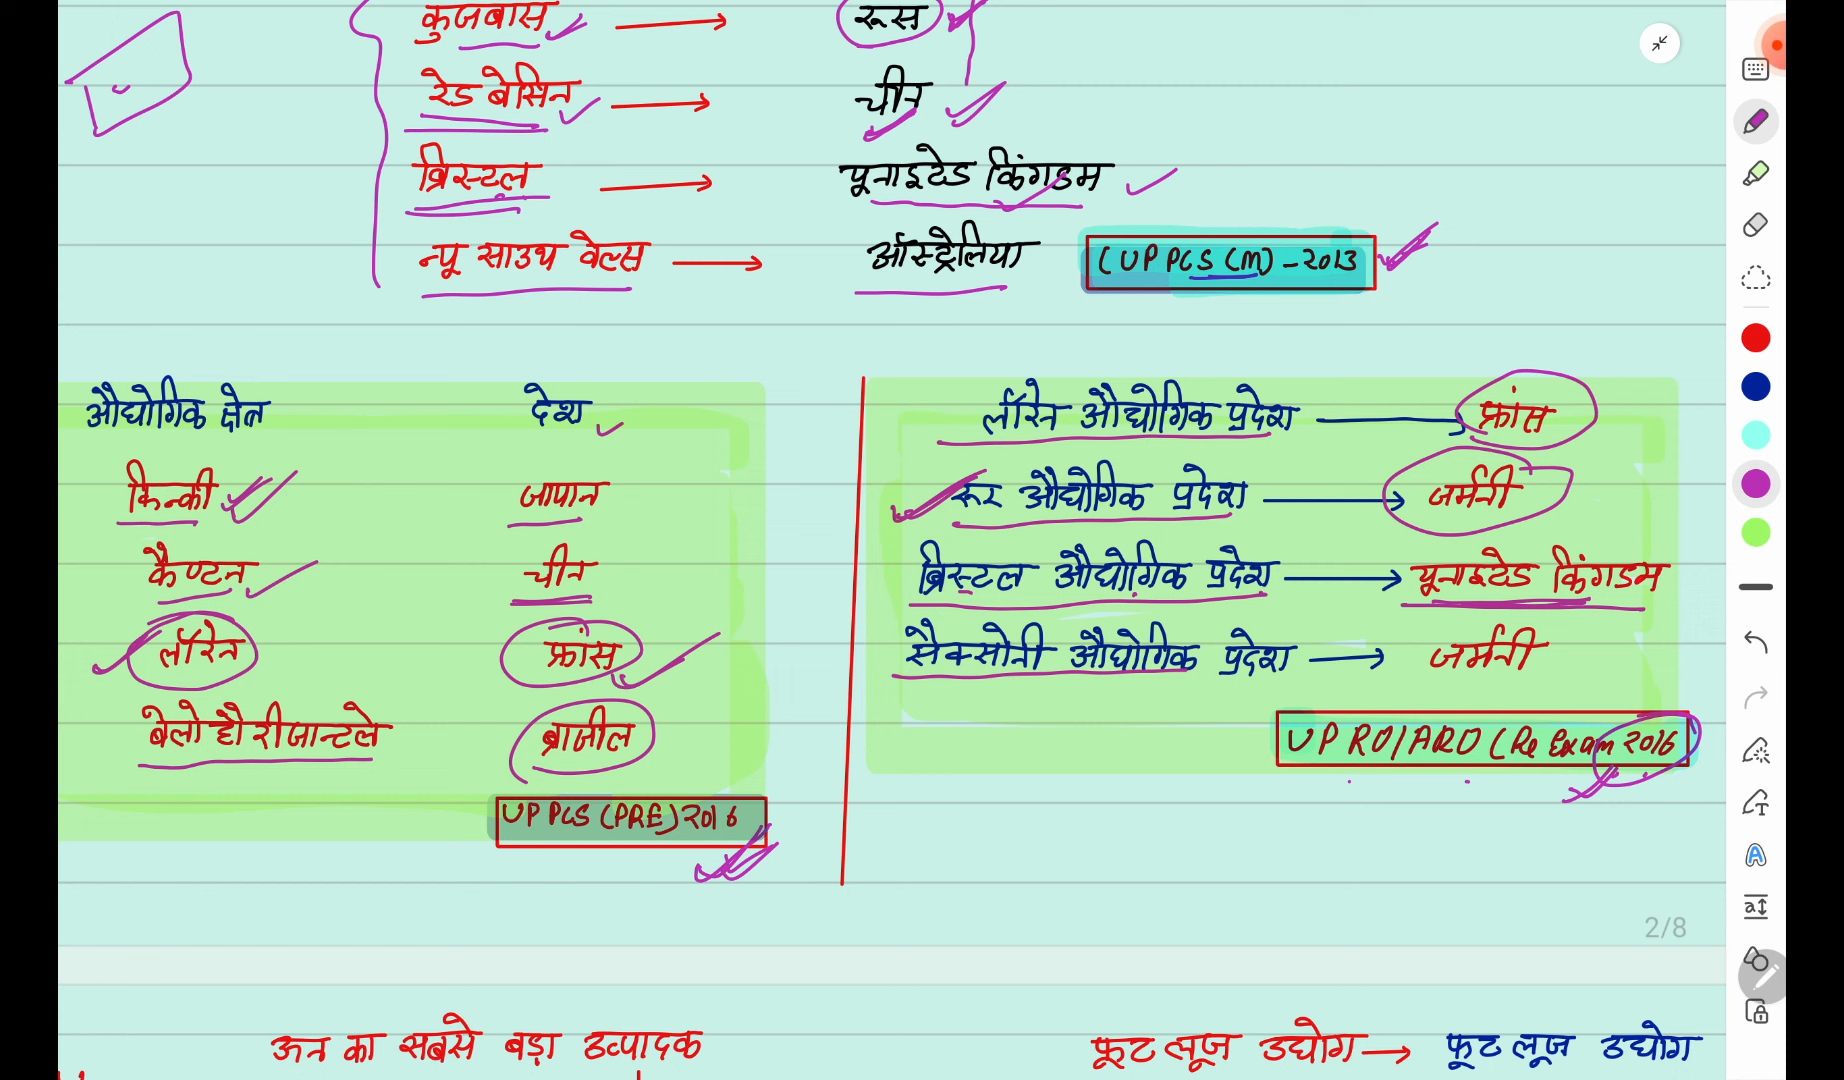 कुजबास → रूस
रेड बेसिन → चीन
ब्रिस्टल → यूनाइटेड किंगडम
न्यू साउथ वेल्स → ऑस्ट्रेलिया (UP PCS (M) - 2013
औद्योगिक क्षेत्र देश
किन्की जापान
कैण्टन चीन
लॉरेन फ्रांस
बेलो हौरीजान्टले ब्राजील
UP PCS (PRE) 2016
लॉरेन औद्योगिक प्रदेश → फ्रांस
रूर औद्योगिक प्रदेश → जर्मनी
ब्रिस्टल औद्योगिक प्रदेश → यूनाइटेड किंगडम
सैक्सोनी औद्योगिक प्रदेश → जर्मनी
UP RO/ARO (Re Exam 2016
2/8
ऊन का सबसे बड़ा उत्पादक
फूट लूज उद्योग → फूट लूज उद्योग